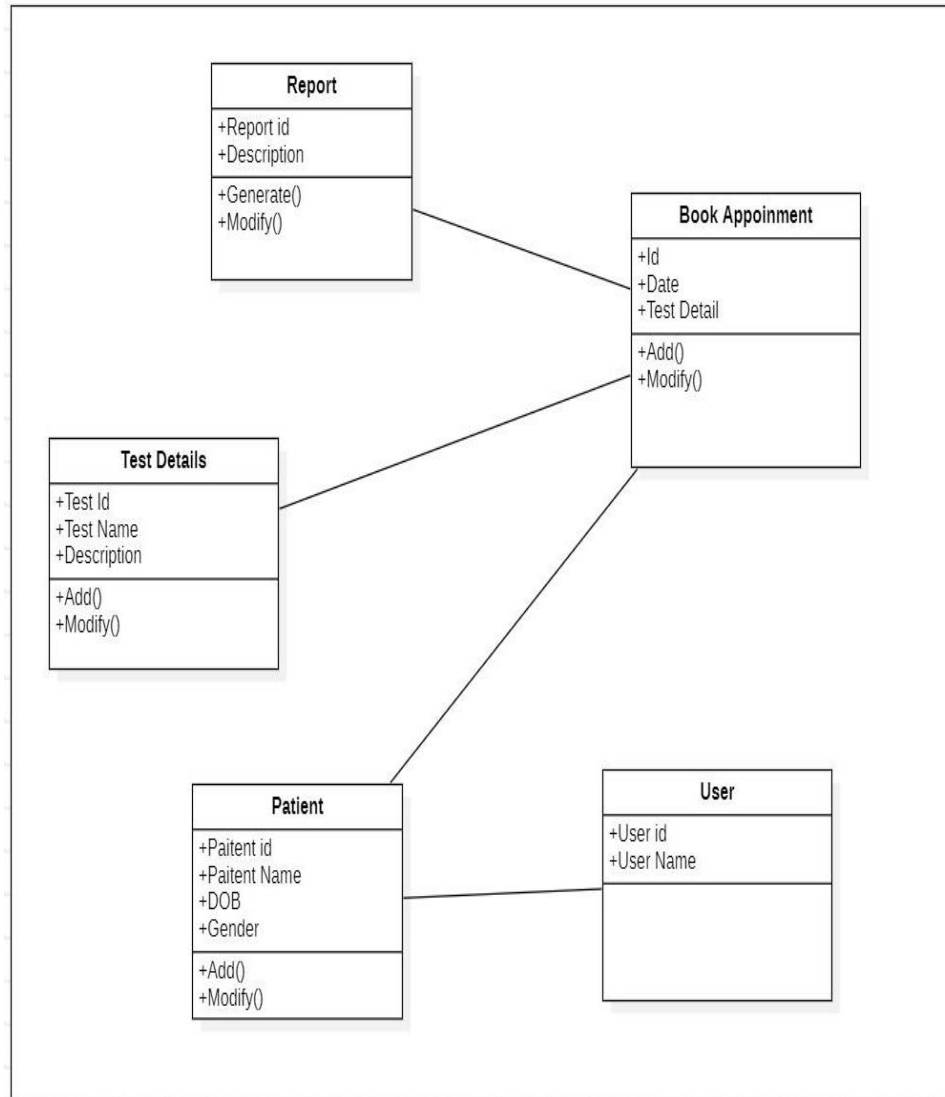 Report
+Report id
+Description
+Generate()
+Modify()
Book Appoinment
+Id
+Date
+Test Detail
+Add()
+Modify()
Test Details
+Test Id
+Test Name
+Description
+Add()
+Modify()
Patient
+Paitent id
+Paitent Name
+DOB
+Gender
+Add()
+Modify()
User
+User id
+User Name